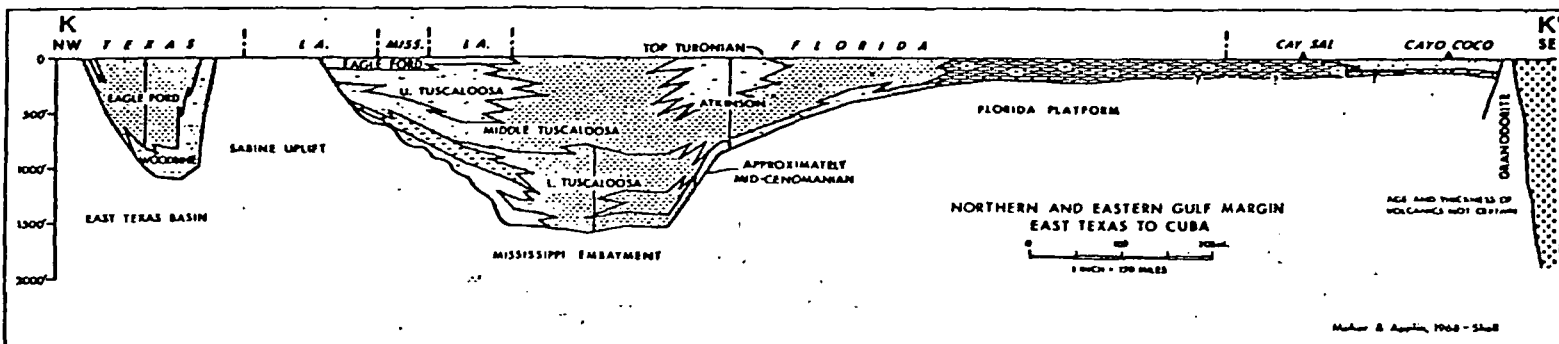 K
K'
NW TEXAS LA. MISS. LA. FLORIDA CAY SAL CAYO COCO SE
TOP TURONIAN
0
EAGLE FORD
U. TUSCALOOSA
EAGLE FORD
ATKINSON
500'
FLORIDA PLATFORM
MIDDLE TUSCALOOSA
GRANODIORITE
SABINE UPLIFT
WOODBINE
1000'
APPROXIMATELY
MID-CENOMANIAN
L. TUSCALOOSA
AGE AND THICKNESS OF
VOLCANICS NOT CERTAIN
EAST TEXAS BASIN
NORTHERN AND EASTERN GULF MARGIN
EAST TEXAS TO CUBA
1500'
MISSISSIPPI EMBAYMENT
0
1 INCH = 170 MILES
2000'
Maher & Applin, 1968 - Shell